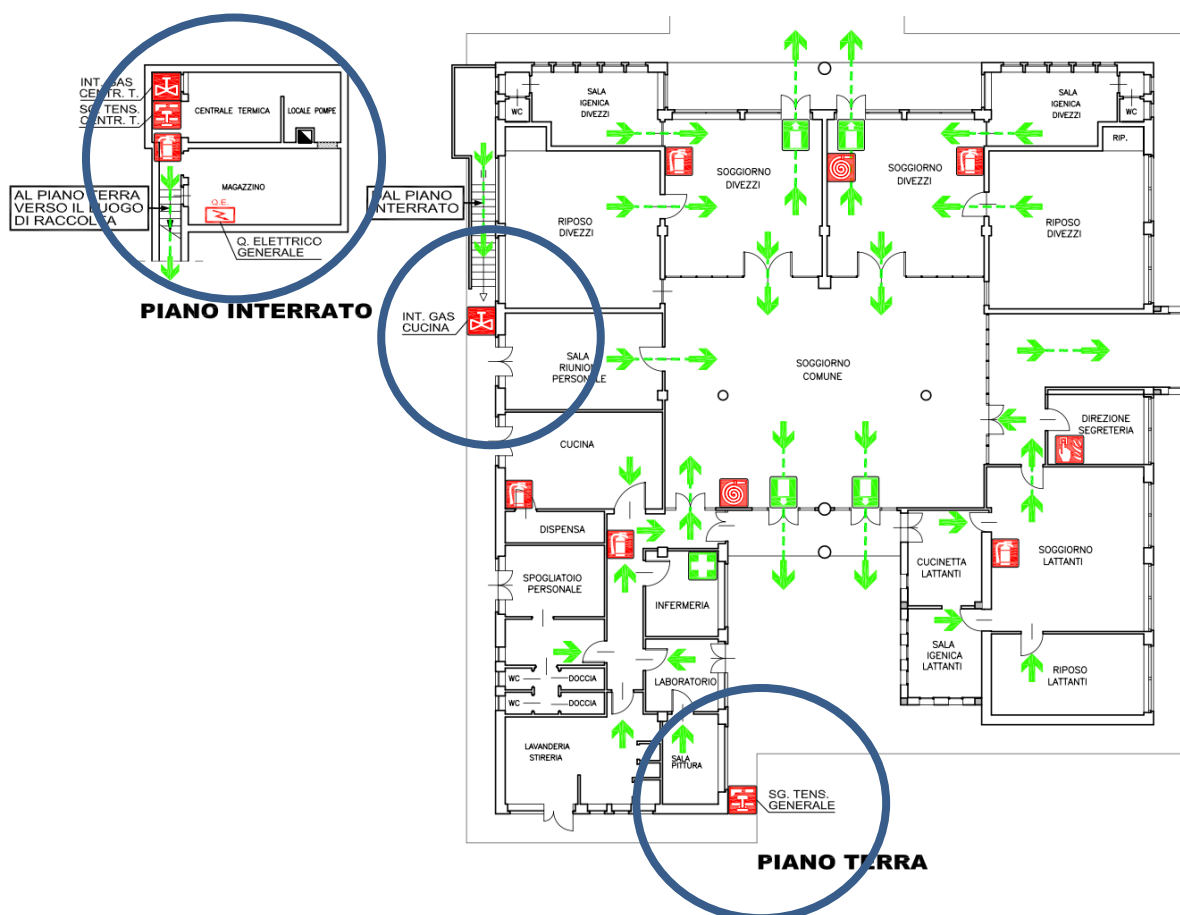 INT. GAS
CENTR. T.
SG. TENS.
CENTR. T.
CENTRALE TERMICA
LOCALE POMPE
MAGAZZINO
Q.E.
AL PIANO TERRA
VERSO IL LUOGO
DI RACCOLTA
Q. ELETTRICO
GENERALE
PIANO INTERRATO
DAL PIANO
INTERRATO
INT. GAS
CUCINA
WC
SALA
IGENICA
DIVEZZI
SOGGIORNO
DIVEZZI
SOGGIORNO
DIVEZZI
SALA
IGENICA
DIVEZZI
WC
RIP.
RIPOSO
DIVEZZI
RIPOSO
DIVEZZI
SALA
RIUNIONI
PERSONALE
SOGGIORNO
COMUNE
CUCINA
DIREZIONE
SEGRETERIA
DISPENSA
SPOGLIATOIO
PERSONALE
INFERMERIA
CUCINETTA
LATTANTI
SOGGIORNO
LATTANTI
WC
DOCCIA
WC
DOCCIA
LABORATORIO
SALA
IGENICA
LATTANTI
RIPOSO
LATTANTI
LAVANDERIA
STIRERIA
SALA
PITTURA
SG. TENS.
GENERALE
PIANO TERRA